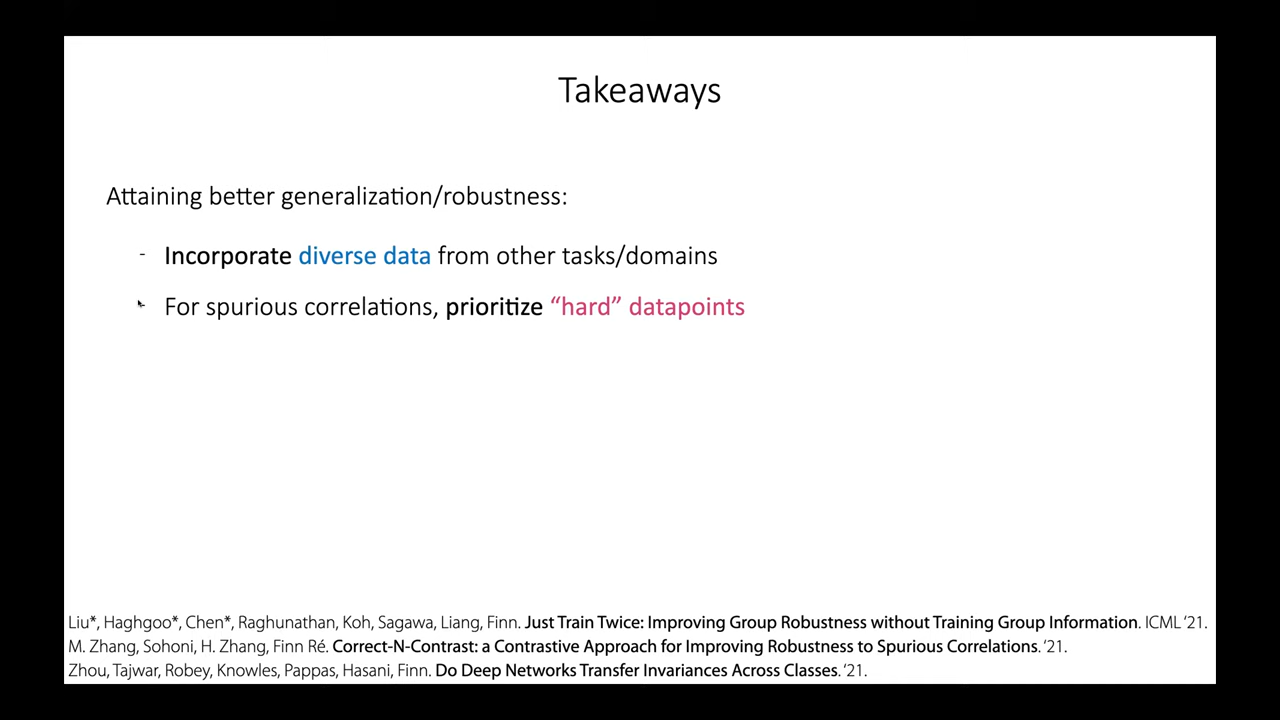 Takeaways
Attaining better generalization/robustness:
- Incorporate diverse data from other tasks/domains
- For spurious correlations, prioritize “hard” datapoints
Liu*, Haghgoo*, Chen*, Raghunathan, Koh, Sagawa, Liang, Finn. Just Train Twice: Improving Group Robustness without Training Group Information. ICML ‘21.
M. Zhang, Sohoni, H. Zhang, Finn Ré. Correct-N-Contrast: a Contrastive Approach for Improving Robustness to Spurious Correlations. ‘21.
Zhou, Tajwar, Robey, Knowles, Pappas, Hasani, Finn. Do Deep Networks Transfer Invariances Across Classes. ‘21.